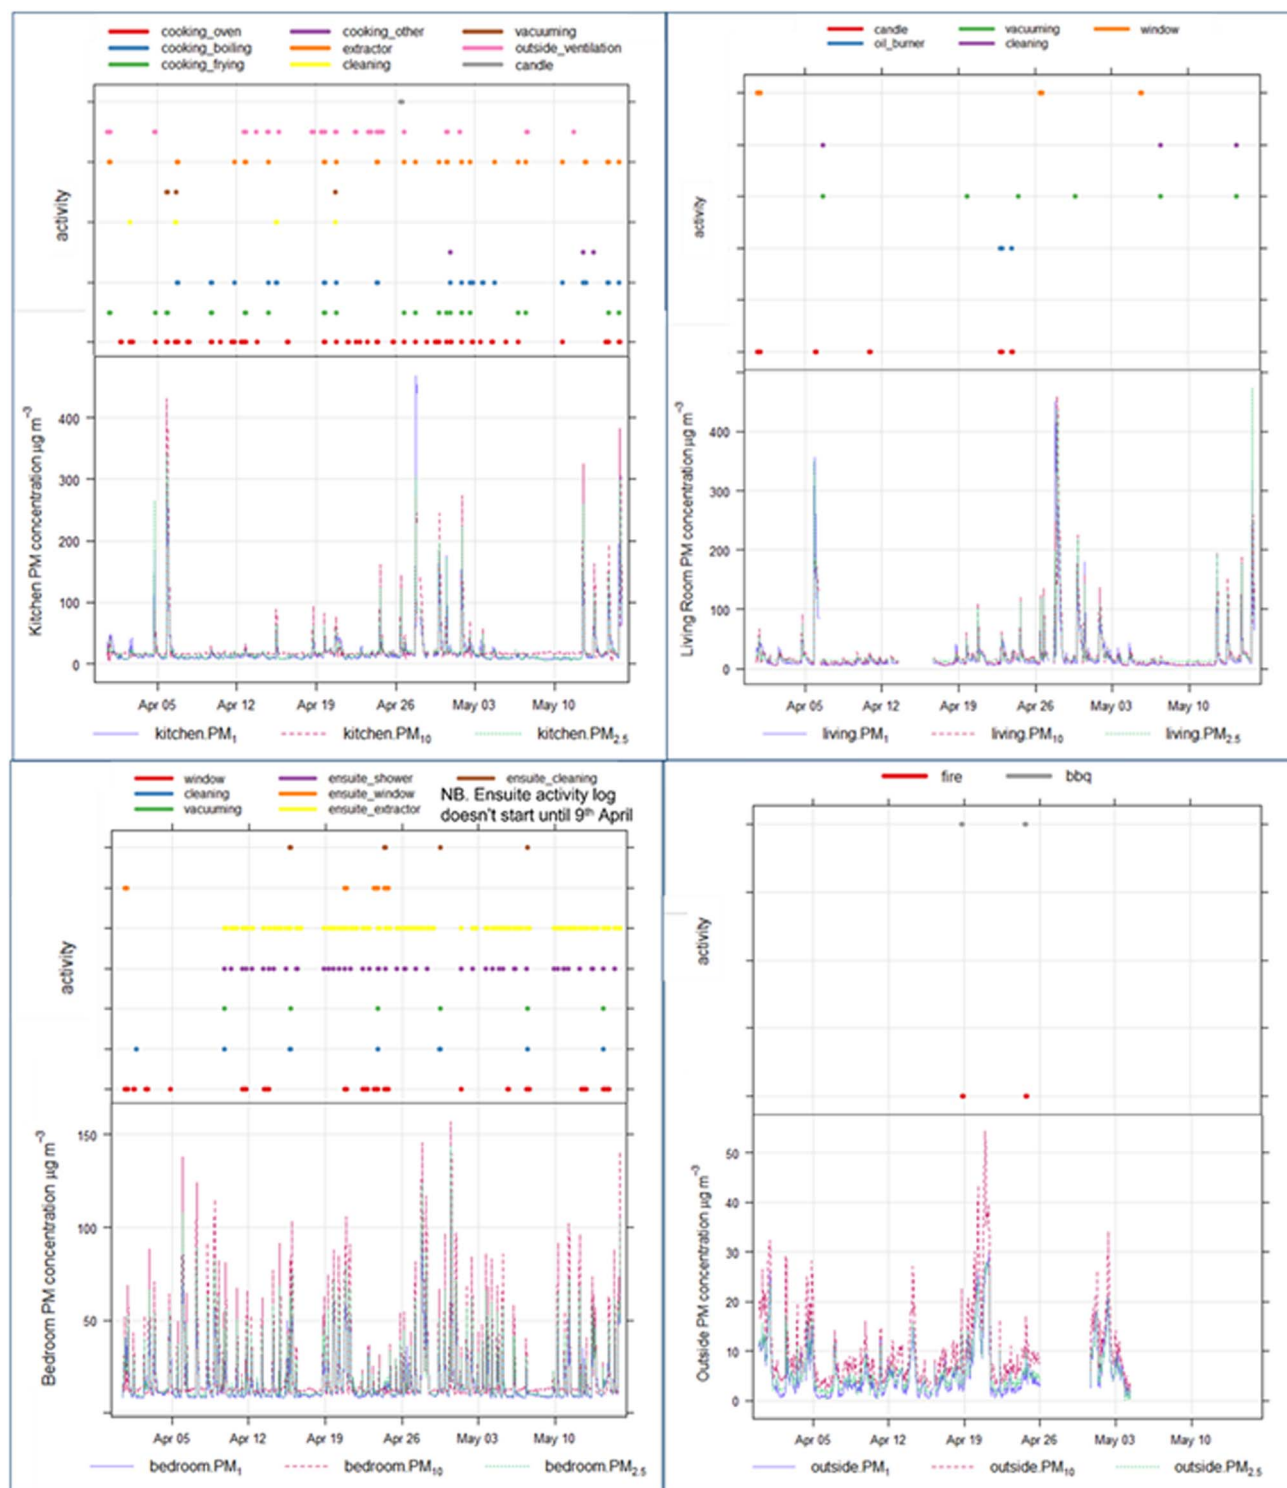 cooking_oven cooking_other vacuuming
cooking_boiling extractor outside_ventilation
cooking_frying cleaning candle
activity
Kitchen PM concentration µg m⁻³
400
300
200
100
0
Apr 05 Apr 12 Apr 19 Apr 26 May 03 May 10
kitchen.PM₁ kitchen.PM₁₀ kitchen.PM₂.₅
candle vacuuming window
oil_burner cleaning
activity
Living Room PM concentration µg m⁻³
400
300
200
100
0
Apr 05 Apr 12 Apr 19 Apr 26 May 03 May 10
living.PM₁ living.PM₁₀ living.PM₂.₅
window ensuite_shower ensuite_cleaning
cleaning ensuite_window NB. Ensuite activity log
vacuuming ensuite_extractor doesn't start until 9ᵗʰ April
activity
Bedroom PM concentration µg m⁻³
150
100
50
Apr 05 Apr 12 Apr 19 Apr 26 May 03 May 10
bedroom.PM₁ bedroom.PM₁₀ bedroom.PM₂.₅
fire bbq
activity
Outside PM concentration µg m⁻³
50
40
30
20
10
0
Apr 05 Apr 12 Apr 19 Apr 26 May 03 May 10
outside.PM₁ outside.PM₁₀ outside.PM₂.₅